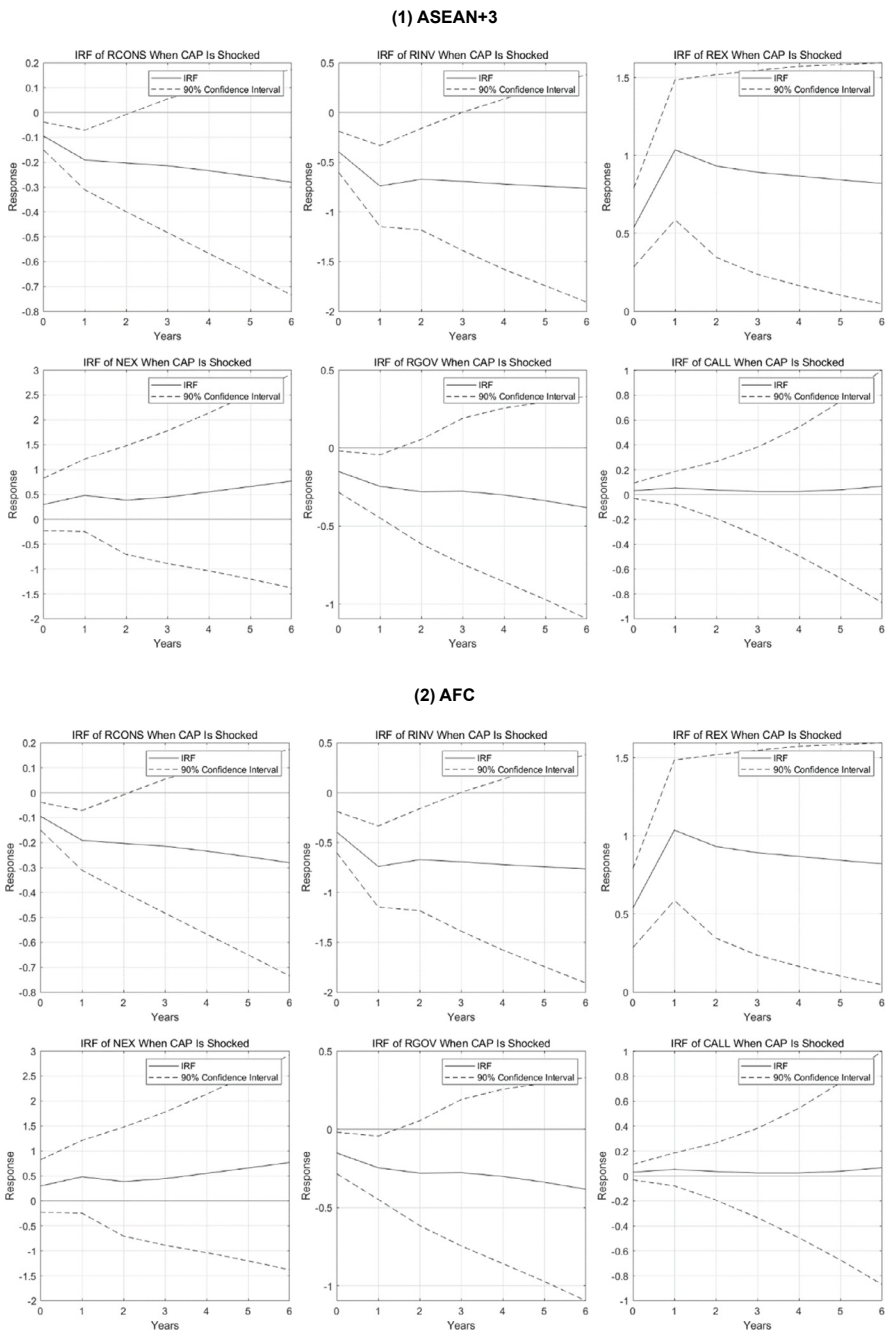 (1) ASEAN+3
IRF of RCONS When CAP Is Shocked
0.2
0.1
0
-0.1
-0.2
-0.3
-0.4
-0.5
-0.6
-0.7
-0.8
Response
IRF
90% Confidence Interval
0 1 2 3 4 5 6
Years
IRF of RINV When CAP Is Shocked
0.5
0
-0.5
-1
-1.5
-2
Response
IRF
90% Confidence Interval
0 1 2 3 4 5 6
Years
IRF of REX When CAP Is Shocked
1.5
1
0.5
0
Response
IRF
90% Confidence Interval
0 1 2 3 4 5 6
Years
IRF of NEX When CAP Is Shocked
3
2.5
2
1.5
1
0.5
0
-0.5
-1
-1.5
-2
Response
IRF
90% Confidence Interval
0 1 2 3 4 5 6
Years
IRF of RGOV When CAP Is Shocked
0.5
0
-0.5
-1
Response
IRF
90% Confidence Interval
0 1 2 3 4 5 6
Years
IRF of CALL When CAP Is Shocked
1
0.8
0.6
0.4
0.2
0
-0.2
-0.4
-0.6
-0.8
-1
Response
IRF
90% Confidence Interval
0 1 2 3 4 5 6
Years
(2) AFC
IRF of RCONS When CAP Is Shocked
0.2
0.1
0
-0.1
-0.2
-0.3
-0.4
-0.5
-0.6
-0.7
-0.8
Response
IRF
90% Confidence Interval
0 1 2 3 4 5 6
Years
IRF of RINV When CAP Is Shocked
0.5
0
-0.5
-1
-1.5
-2
Response
IRF
90% Confidence Interval
0 1 2 3 4 5 6
Years
IRF of REX When CAP Is Shocked
1.5
1
0.5
0
Response
IRF
90% Confidence Interval
0 1 2 3 4 5 6
Years
IRF of NEX When CAP Is Shocked
3
2.5
2
1.5
1
0.5
0
-0.5
-1
-1.5
-2
Response
IRF
90% Confidence Interval
0 1 2 3 4 5 6
Years
IRF of RGOV When CAP Is Shocked
0.5
0
-0.5
-1
Response
IRF
90% Confidence Interval
0 1 2 3 4 5 6
Years
IRF of CALL When CAP Is Shocked
1
0.8
0.6
0.4
0.2
0
-0.2
-0.4
-0.6
-0.8
-1
Response
IRF
90% Confidence Interval
0 1 2 3 4 5 6
Years